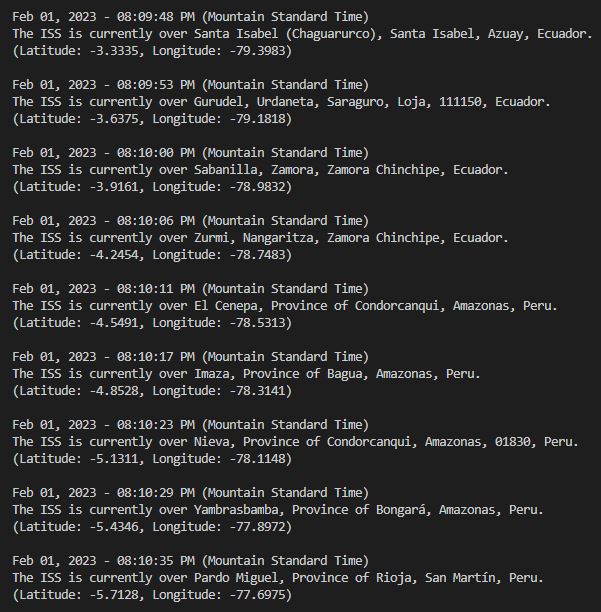 Feb 01, 2023 - 08:09:48 PM (Mountain Standard Time)
The ISS is currently over Santa Isabel (Chaguarurco), Santa Isabel, Azuay, Ecuador.
(Latitude: -3.3335, Longitude: -79.3983)
Feb 01, 2023 - 08:09:53 PM (Mountain Standard Time)
The ISS is currently over Gurudel, Urdaneta, Saraguro, Loja, 111150, Ecuador.
(Latitude: -3.6375, Longitude: -79.1818)
Feb 01, 2023 - 08:10:00 PM (Mountain Standard Time)
The ISS is currently over Sabanilla, Zamora, Zamora Chinchipe, Ecuador.
(Latitude: -3.9161, Longitude: -78.9832)
Feb 01, 2023 - 08:10:06 PM (Mountain Standard Time)
The ISS is currently over Zurmi, Nangaritza, Zamora Chinchipe, Ecuador.
(Latitude: -4.2454, Longitude: -78.7483)
Feb 01, 2023 - 08:10:11 PM (Mountain Standard Time)
The ISS is currently over El Cenepa, Province of Condorcanqui, Amazonas, Peru.
(Latitude: -4.5491, Longitude: -78.5313)
Feb 01, 2023 - 08:10:17 PM (Mountain Standard Time)
The ISS is currently over Imaza, Province of Bagua, Amazonas, Peru.
(Latitude: -4.8528, Longitude: -78.3141)
Feb 01, 2023 - 08:10:23 PM (Mountain Standard Time)
The ISS is currently over Nieva, Province of Condorcanqui, Amazonas, 01830, Peru.
(Latitude: -5.1311, Longitude: -78.1148)
Feb 01, 2023 - 08:10:29 PM (Mountain Standard Time)
The ISS is currently over Yambrasbamba, Province of Bongará, Amazonas, Peru.
(Latitude: -5.4346, Longitude: -77.8972)
Feb 01, 2023 - 08:10:35 PM (Mountain Standard Time)
The ISS is currently over Pardo Miguel, Province of Rioja, San Martín, Peru.
(Latitude: -5.7128, Longitude: -77.6975)